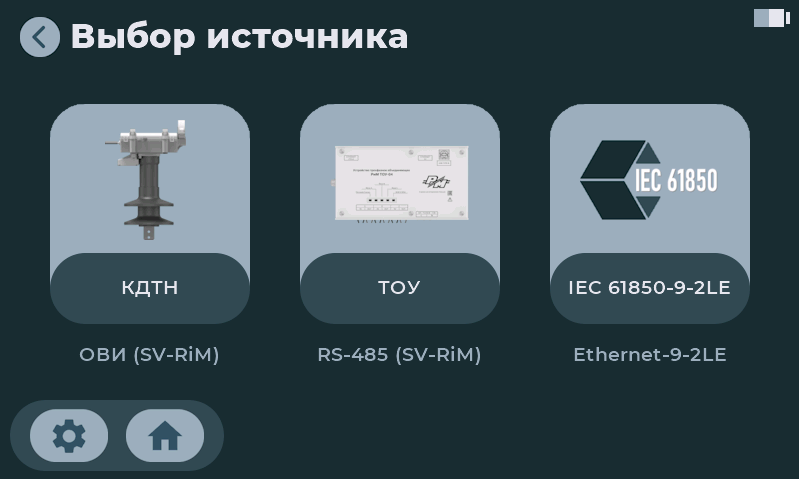 Выбор источника
IEC 61850
КДТН
ТОУ
IEC 61850-9-2LE
ОВИ (SV-RiM)
RS-485 (SV-RiM)
Ethernet-9-2LE